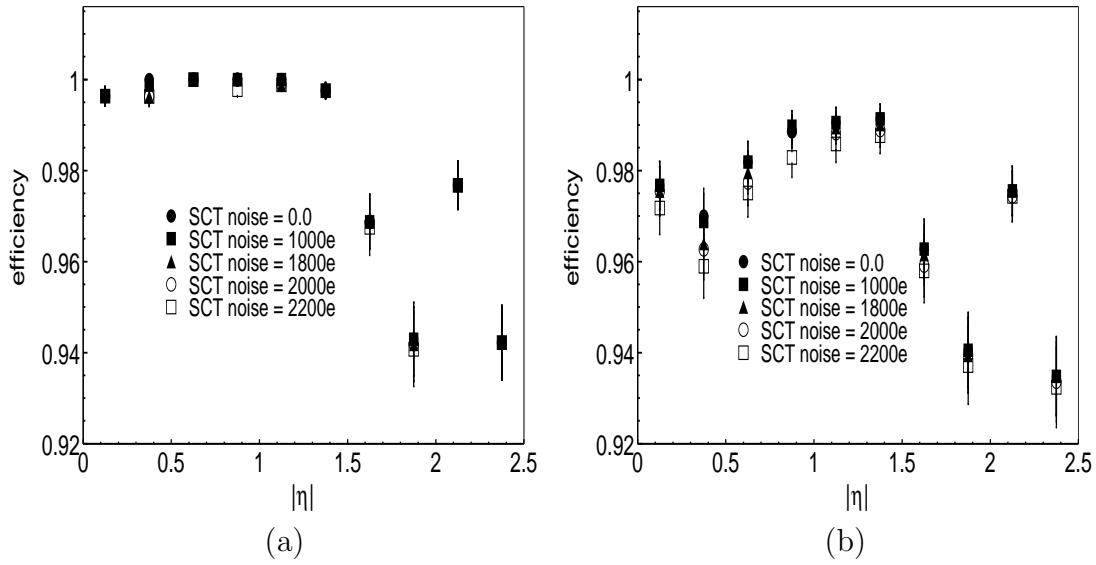 efficiency
1
0.98
0.96
0.94
0.92
SCT noise = 0.0
SCT noise = 1000e
SCT noise = 1800e
SCT noise = 2000e
SCT noise = 2200e
0 0.5 1 1.5 2 2.5
|η|
(a)
efficiency
1
0.98
0.96
0.94
0.92
SCT noise = 0.0
SCT noise = 1000e
SCT noise = 1800e
SCT noise = 2000e
SCT noise = 2200e
0 0.5 1 1.5 2 2.5
|η|
(b)